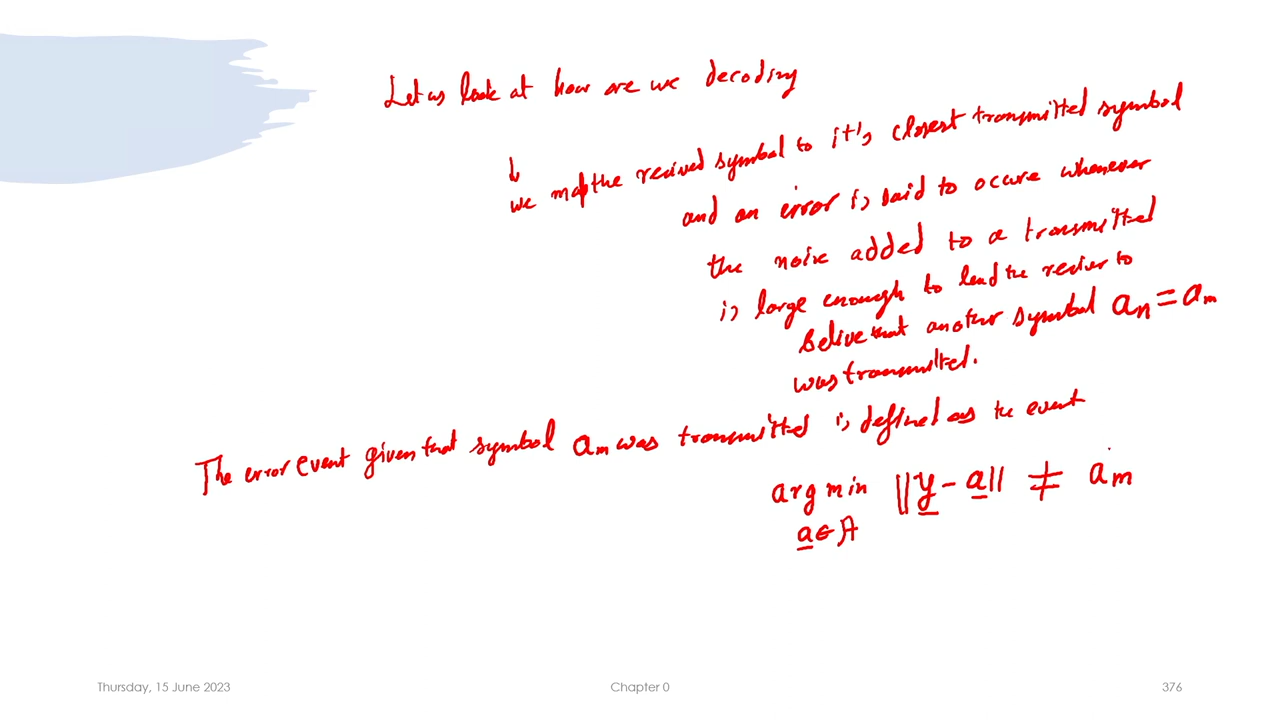 Let us look at how are we decoding
↓
we map the recived symbol to it's closest transmitted symbol
and an error is said to occure whenever
the noise added to a transmitted
is large enough to lead the reciver to
belive that another symbol aₙ = aₘ
was transmitted.
The error event given that symbol aₘ was transmitted is defined as the event
arg min ||y - a|| ≠ aₘ
a∈A
Thursday, 15 June 2023 Chapter 0 376